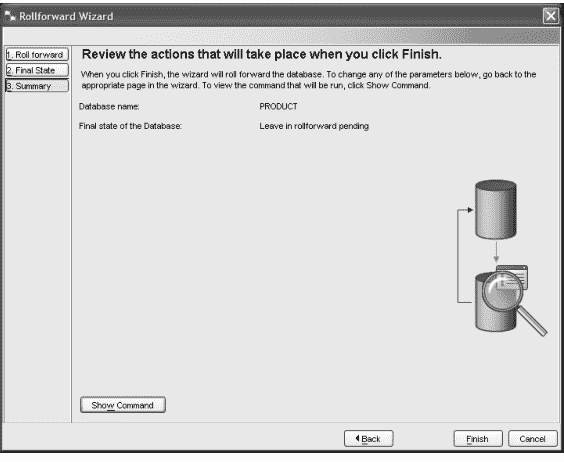 Rollforward Wizard
1. Roll forward
2. Final State
3. Summary
Review the actions that will take place when you click Finish.
When you click Finish, the wizard will roll forward the database. To change any of the parameters below, go back to the
appropriate page in the wizard. To view the command that will be run, click Show Command.
Database name: PRODUCT
Final state of the Database: Leave in rollforward pending
Show Command
Back Finish Cancel